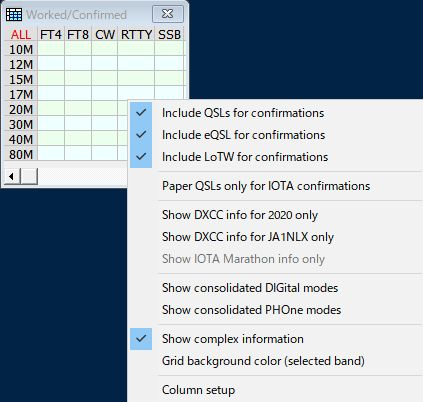 Worked/Confirmed
ALL FT4 FT8 CW RTTY SSB
10M
12M
15M
17M
20M
30M
40M
80M
Include QSLs for confirmations
Include eQSL for confirmations
Include LoTW for confirmations
Paper QSLs only for IOTA confirmations
Show DXCC info for 2020 only
Show DXCC info for JA1NLX only
Show IOTA Marathon info only
Show consolidated DIGital modes
Show consolidated PHOne modes
Show complex information
Grid background color (selected band)
Column setup